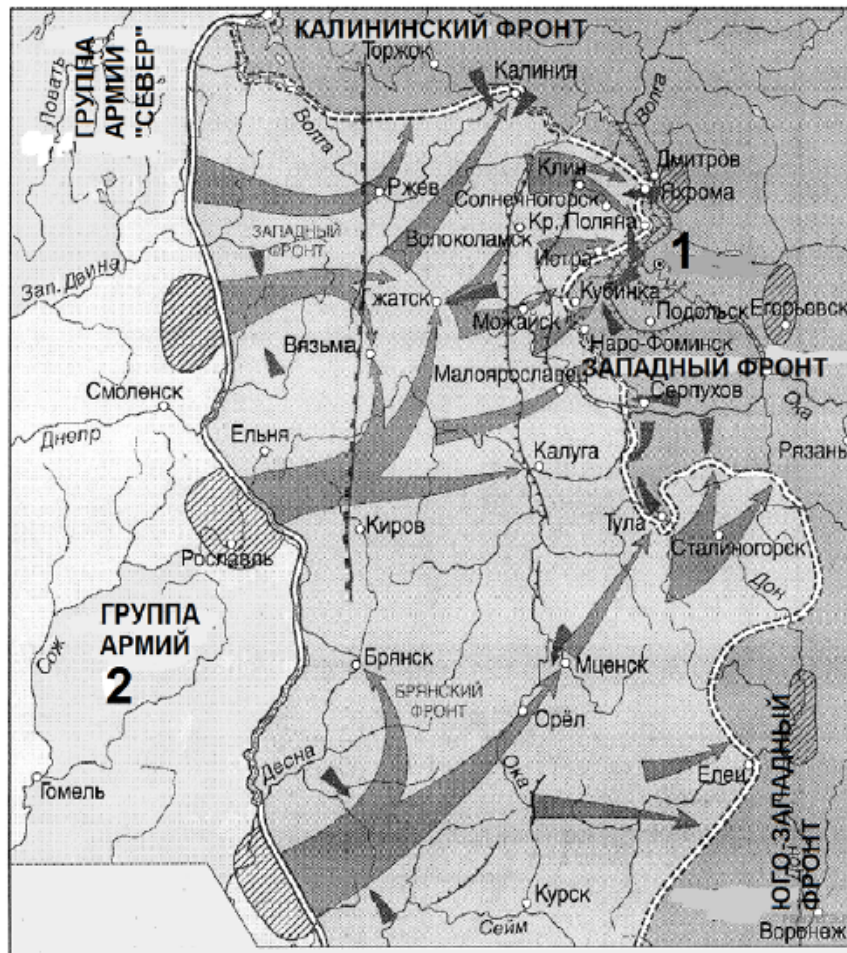 КАЛИНИНСКИЙ ФРОНТ
Торжок
Ловать
ГРУППА
АРМИЙ
"СЕВЕР"
Калинин
Волга
Волга
Клин
Дмитров
Ржев
Солнечногорск
Яхрома
Кр. Поляна
Волоколамск
ЗАПАДНЫЙ
ФРОНТ
Истра
1
Зап. Двина
Гжатск
Кубинка
Можайск
Подольск
Егорьевск
Вязьма
Наро-Фоминск
Смоленск
Малоярославец
ЗАПАДНЫЙ ФРОНТ
Серпухов
Ока
Днепр
Ельня
Калуга
Рязань
Киров
Тула
Рославль
Сталиногорск
Дон
ГРУППА
АРМИЙ
2
Сож
Брянск
Мценск
БРЯНСКИЙ
ФРОНТ
Орёл
Десна
Ока
Елец
Гомель
ЮГО-ЗАПАДНЫЙ
ФРОНТ
Дон
Курск
Сейм
Воронеж